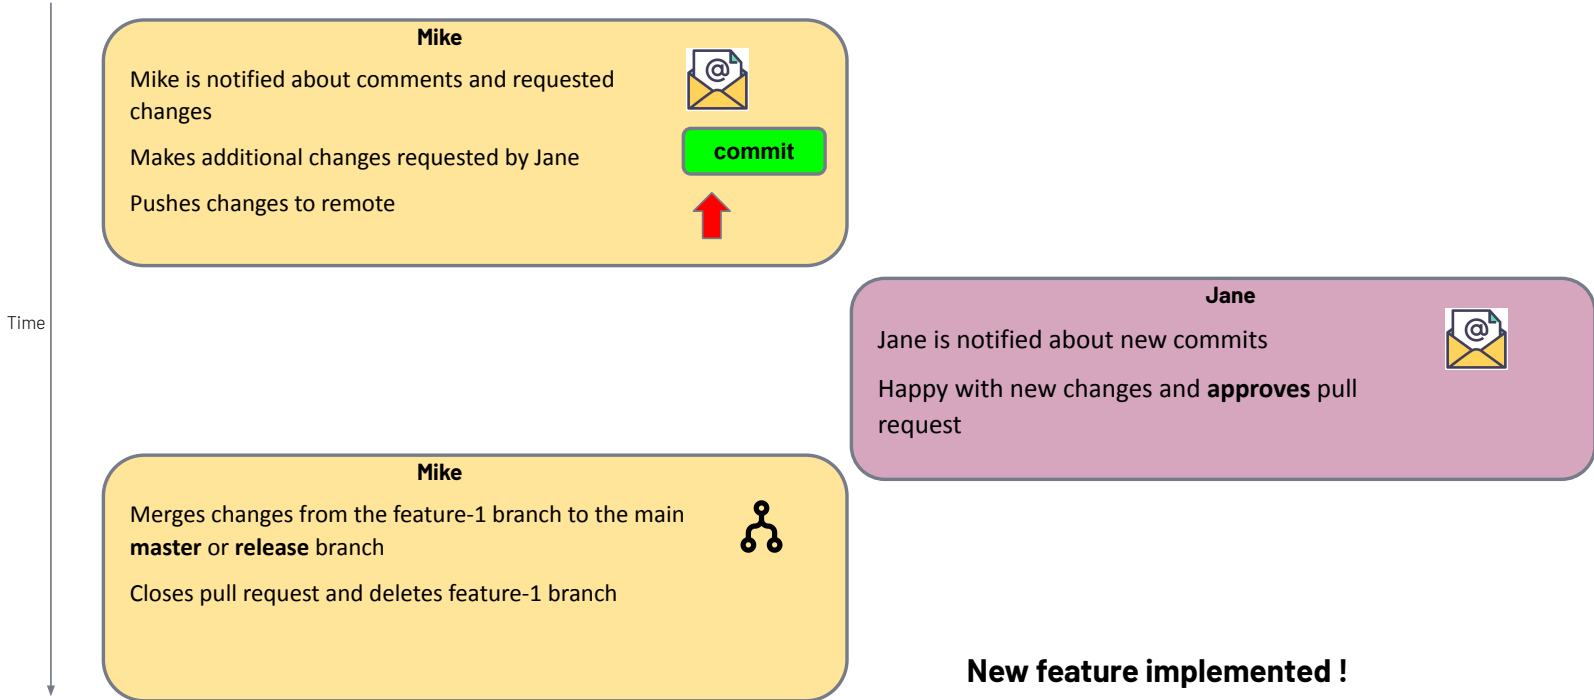 Mike
Mike is notified about comments and requested
changes
Makes additional changes requested by Jane
commit
Pushes changes to remote
Time
Jane
Jane is notified about new commits
Happy with new changes and approves pull
request
Mike
Merges changes from the feature-1 branch to the main
master or release branch
Closes pull request and deletes feature-1 branch
New feature implemented !